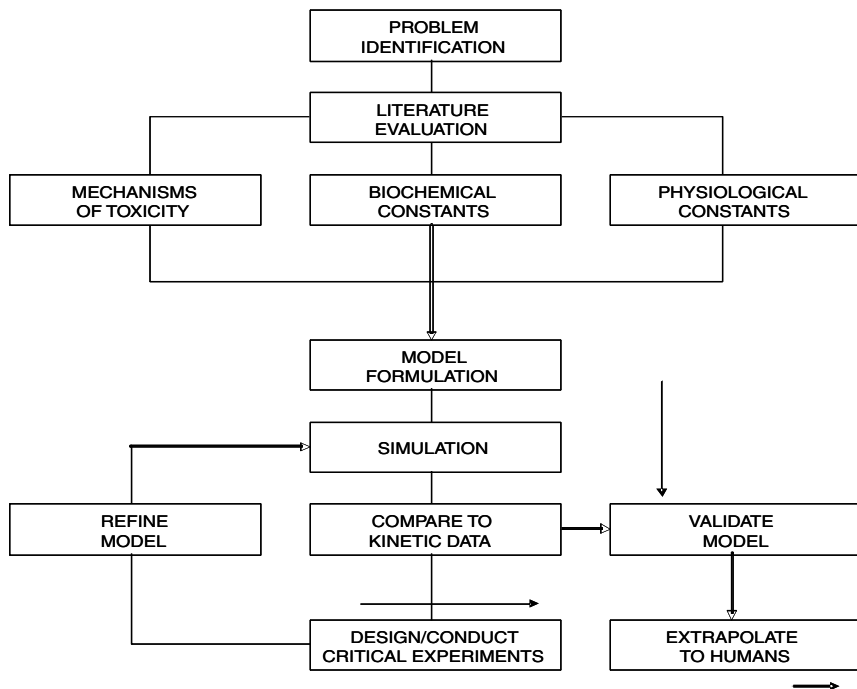 PROBLEM
IDENTIFICATION
LITERATURE
EVALUATION
MECHANISMS
OF TOXICITY
BIOCHEMICAL
CONSTANTS
PHYSIOLOGICAL
CONSTANTS
MODEL
FORMULATION
SIMULATION
REFINE
MODEL
COMPARE TO
KINETIC DATA
VALIDATE
MODEL
DESIGN/CONDUCT
CRITICAL EXPERIMENTS
EXTRAPOLATE
TO HUMANS